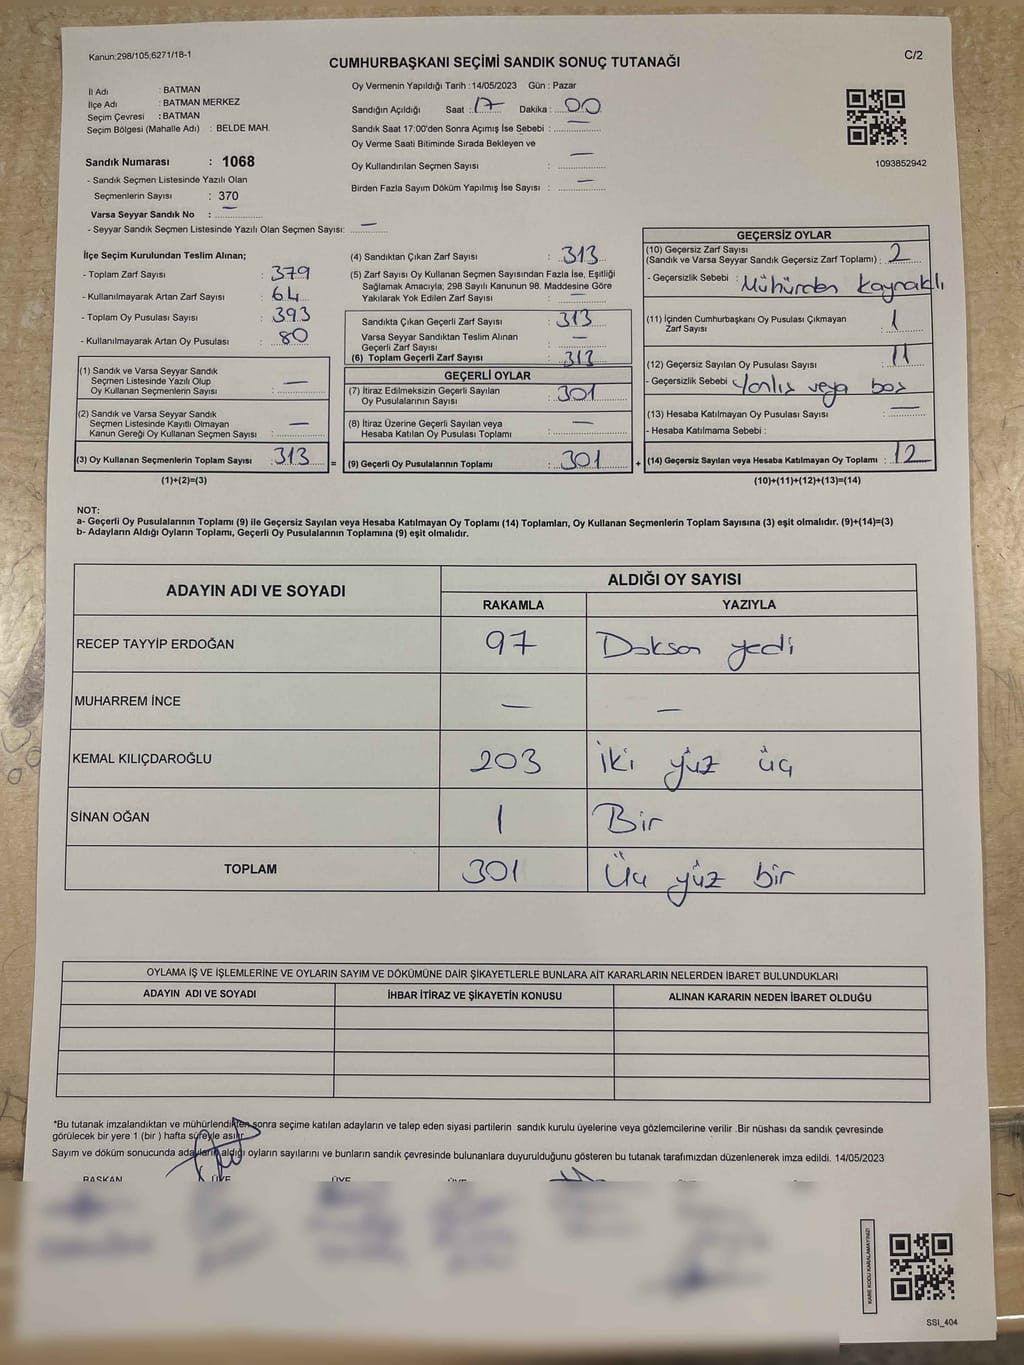 Kanun;298/105,6271/18-1
CUMHURBAŞKANI SEÇİMİ SANDIK SONUÇ TUTANAĞI
C/2
İl Adı : BATMAN
İlçe Adı : BATMAN MERKEZ
Seçim Çevresi : BATMAN
Seçim Bölgesi (Mahalle Adı) : BELDE MAH.
Sandık Numarası : 1068
- Sandık Seçmen Listesinde Yazılı Olan
Seçmenlerin Sayısı : 370
Varsa Seyyar Sandık No : —
- Seyyar Sandık Seçmen Listesinde Yazılı Olan Seçmen Sayısı: —
Oy Vermenin Yapıldığı Tarih :14/05/2023 Gün : Pazar
Sandığın Açıldığı Saat : 17 Dakika : 00
Sandık Saat 17:00'den Sonra Açımış İse Sebebi : —
Oy Verme Saati Bitiminde Sırada Bekleyen ve
Oy Kullandırılan Seçmen Sayısı : —
Birden Fazla Sayım Döküm Yapılmış İse Sayısı : —
1093852942
İlçe Seçim Kurulundan Teslim Alınan;
- Toplam Zarf Sayısı : 379
- Kullanılmayarak Artan Zarf Sayısı : 64
- Toplam Oy Pusulası Sayısı : 393
- Kullanılmayarak Artan Oy Pusulası : 80
(1) Sandık ve Varsa Seyyar Sandık
Seçmen Listesinde Yazılı Olup
Oy Kullanan Seçmenlerin Sayısı : —
(2) Sandık ve Varsa Seyyar Sandık
Seçmen Listesinde Kayıtlı Olmayan
Kanun Gereği Oy Kullanan Seçmen Sayısı : —
(3) Oy Kullanan Seçmenlerin Toplam Sayısı : 313
(1)+(2)=(3)
(4) Sandıktan Çıkan Zarf Sayısı : 313
(5) Zarf Sayısı Oy Kullanan Seçmen Sayısından Fazla İse, Eşitliği
Sağlamak Amacıyla; 298 Sayılı Kanunun 98. Maddesine Göre
Yakılarak Yok Edilen Zarf Sayısı : —
Sandıkta Çıkan Geçerli Zarf Sayısı : 313
Varsa Seyyar Sandıktan Teslim Alınan
Geçerli Zarf Sayısı : —
(6) Toplam Geçerli Zarf Sayısı : 313
GEÇERLİ OYLAR
(7) İtiraz Edilmeksizin Geçerli Sayılan
Oy Pusulalarının Sayısı : 301
(8) İtiraz Üzerine Geçerli Sayılan veya
Hesaba Katılan Oy Pusulası Toplamı : —
= (9) Geçerli Oy Pusulalarının Toplamı : 301 +
GEÇERSİZ OYLAR
(10) Geçersiz Zarf Sayısı
(Sandık ve Varsa Seyyar Sandık Geçersiz Zarf Toplamı) : 2
- Geçersizlik Sebebi : Mühürden kaynaklı
(11) İçinden Cumhurbaşkanı Oy Pusulası Çıkmayan
Zarf Sayısı : 1
(12) Geçersiz Sayılan Oy Pusulası Sayısı : 11
- Geçersizlik Sebebi : Yanlış veya boş
(13) Hesaba Katılmayan Oy Pusulası Sayısı : —
- Hesaba Katılmama Sebebi :
(14) Geçersiz Sayılan veya Hesaba Katılmayan Oy Toplamı : 12
(10)+(11)+(12)+(13)=(14)
NOT:
a- Geçerli Oy Pusulalarının Toplamı (9) ile Geçersiz Sayılan veya Hesaba Katılmayan Oy Toplamı (14) Toplamları, Oy Kullanan Seçmenlerin Toplam Sayısına (3) eşit olmalıdır. (9)+(14)=(3)
b- Adayların Aldığı Oyların Toplamı, Geçerli Oy Pusulalarının Toplamına (9) eşit olmalıdır.
ADAYIN ADI VE SOYADI
ALDIĞI OY SAYISI
RAKAMLA YAZIYLA
RECEP TAYYİP ERDOĞAN 97 Doksan yedi
MUHARREM İNCE — —
KEMAL KILIÇDAROĞLU 203 İki yüz üç
SİNAN OĞAN 1 Bir
TOPLAM 301 Üç yüz bir
OYLAMA İŞ VE İŞLEMLERİNE VE OYLARIN SAYIM VE DÖKÜMÜNE DAİR ŞİKAYETLERLE BUNLARA AİT KARARLARIN NELERDEN İBARET BULUNDUKLARI
ADAYIN ADI VE SOYADI İHBAR İTİRAZ VE ŞİKAYETİN KONUSU ALINAN KARARIN NEDEN İBARET OLDUĞU
*Bu tutanak imzalandıktan ve mühürlendikten sonra seçime katılan adayların ve talep eden siyasi partilerin sandık kurulu üyelerine veya gözlemcilerine verilir .Bir nüshası da sandık çevresinde
görülecek bir yere 1 (bir ) hafta süreyle asılır.
Sayım ve döküm sonucunda adayların aldığı oyların sayılarını ve bunların sandık çevresinde bulunanlara duyurulduğunu gösteren bu tutanak tarafımızdan düzenlenerek imza edildi. 14/05/2023
BAŞKAN ÜYE ÜYE
KARE KODU KARALAMAYINIZ!
SSI_404